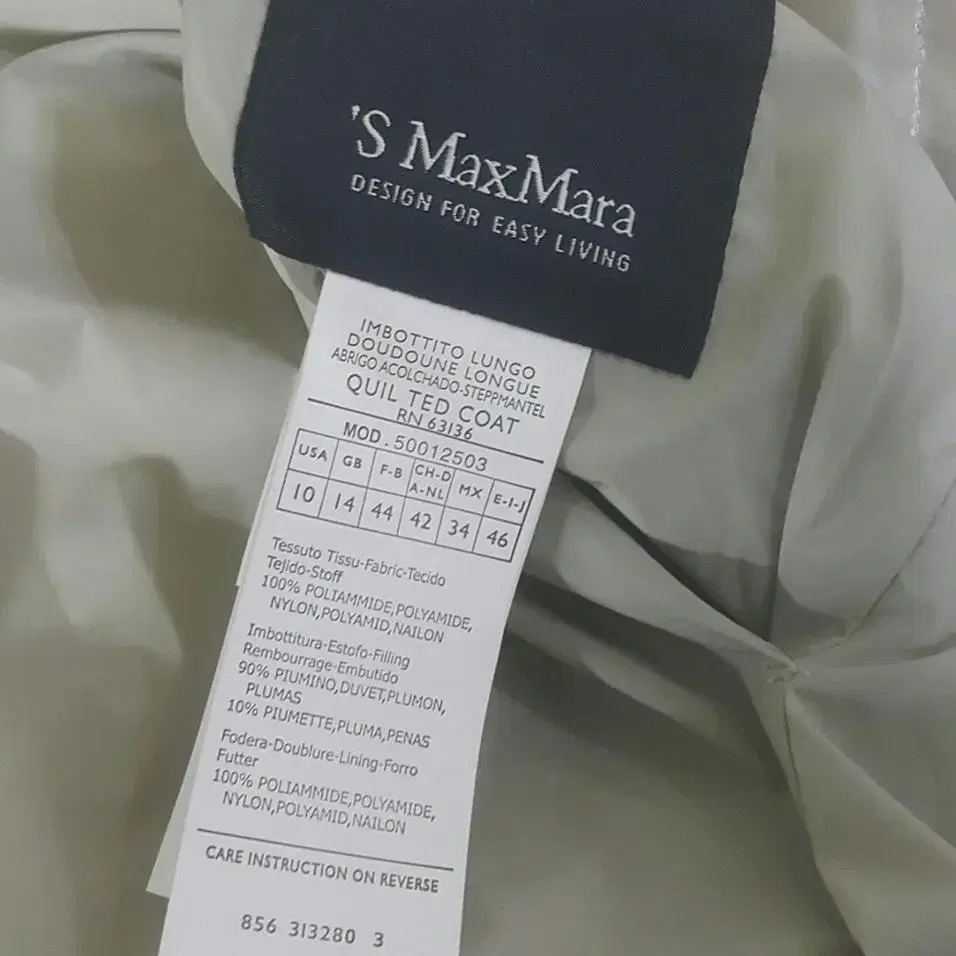 'S MaxMara
DESIGN FOR EASY LIVING
IMBOTTITO LUNGO
DOUDOUNE LONGUE
ABRIGO ACOLCHADO-STEPPMANTEL
QUIL TED COAT
RN 63136
MOD. 50012503
USA GB F-B CH-D A-NL MX E-I-J
10 14 44 42 34 46
Tessuto Tissu-Fabric-Tecido
Tejido-Stoff
100% POLIAMMIDE,POLYAMIDE,
NYLON,POLYAMID,NAILON
Imbottitura-Estofo-Filling
Rembourrage-Embutido
90% PIUMINO,DUVET,PLUMON,
PLUMAS
10% PIUMETTE,PLUMA,PENAS
Fodera-Doublure-Lining-Forro
Futter
100% POLIAMMIDE,POLYAMIDE,
NYLON,POLYAMID,NAILON
CARE INSTRUCTION ON REVERSE
856 313280 3